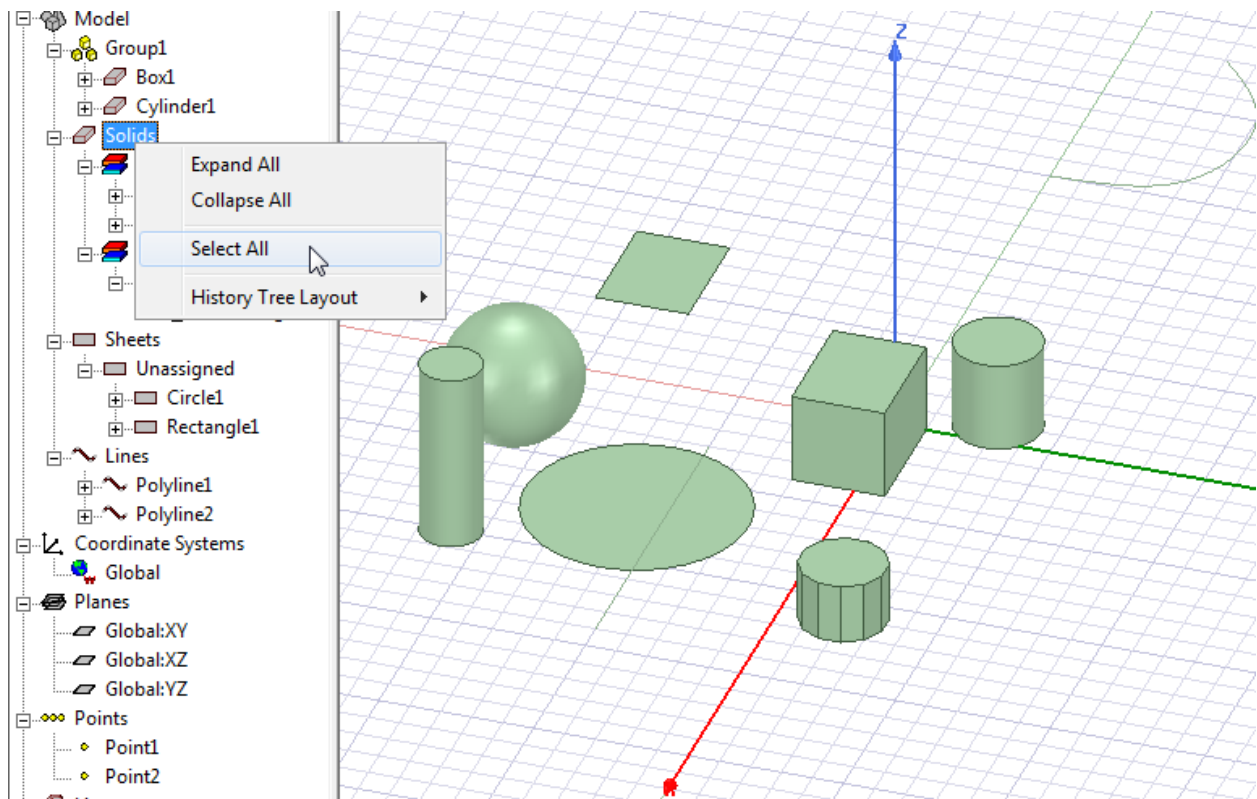 Model
Group1
Box1
Cylinder1
Solids
Expand All
Collapse All
Select All
History Tree Layout
Sheets
Unassigned
Circle1
Rectangle1
Lines
Polyline1
Polyline2
Coordinate Systems
Global
Planes
Global:XY
Global:XZ
Global:YZ
Points
Point1
Point2
Z